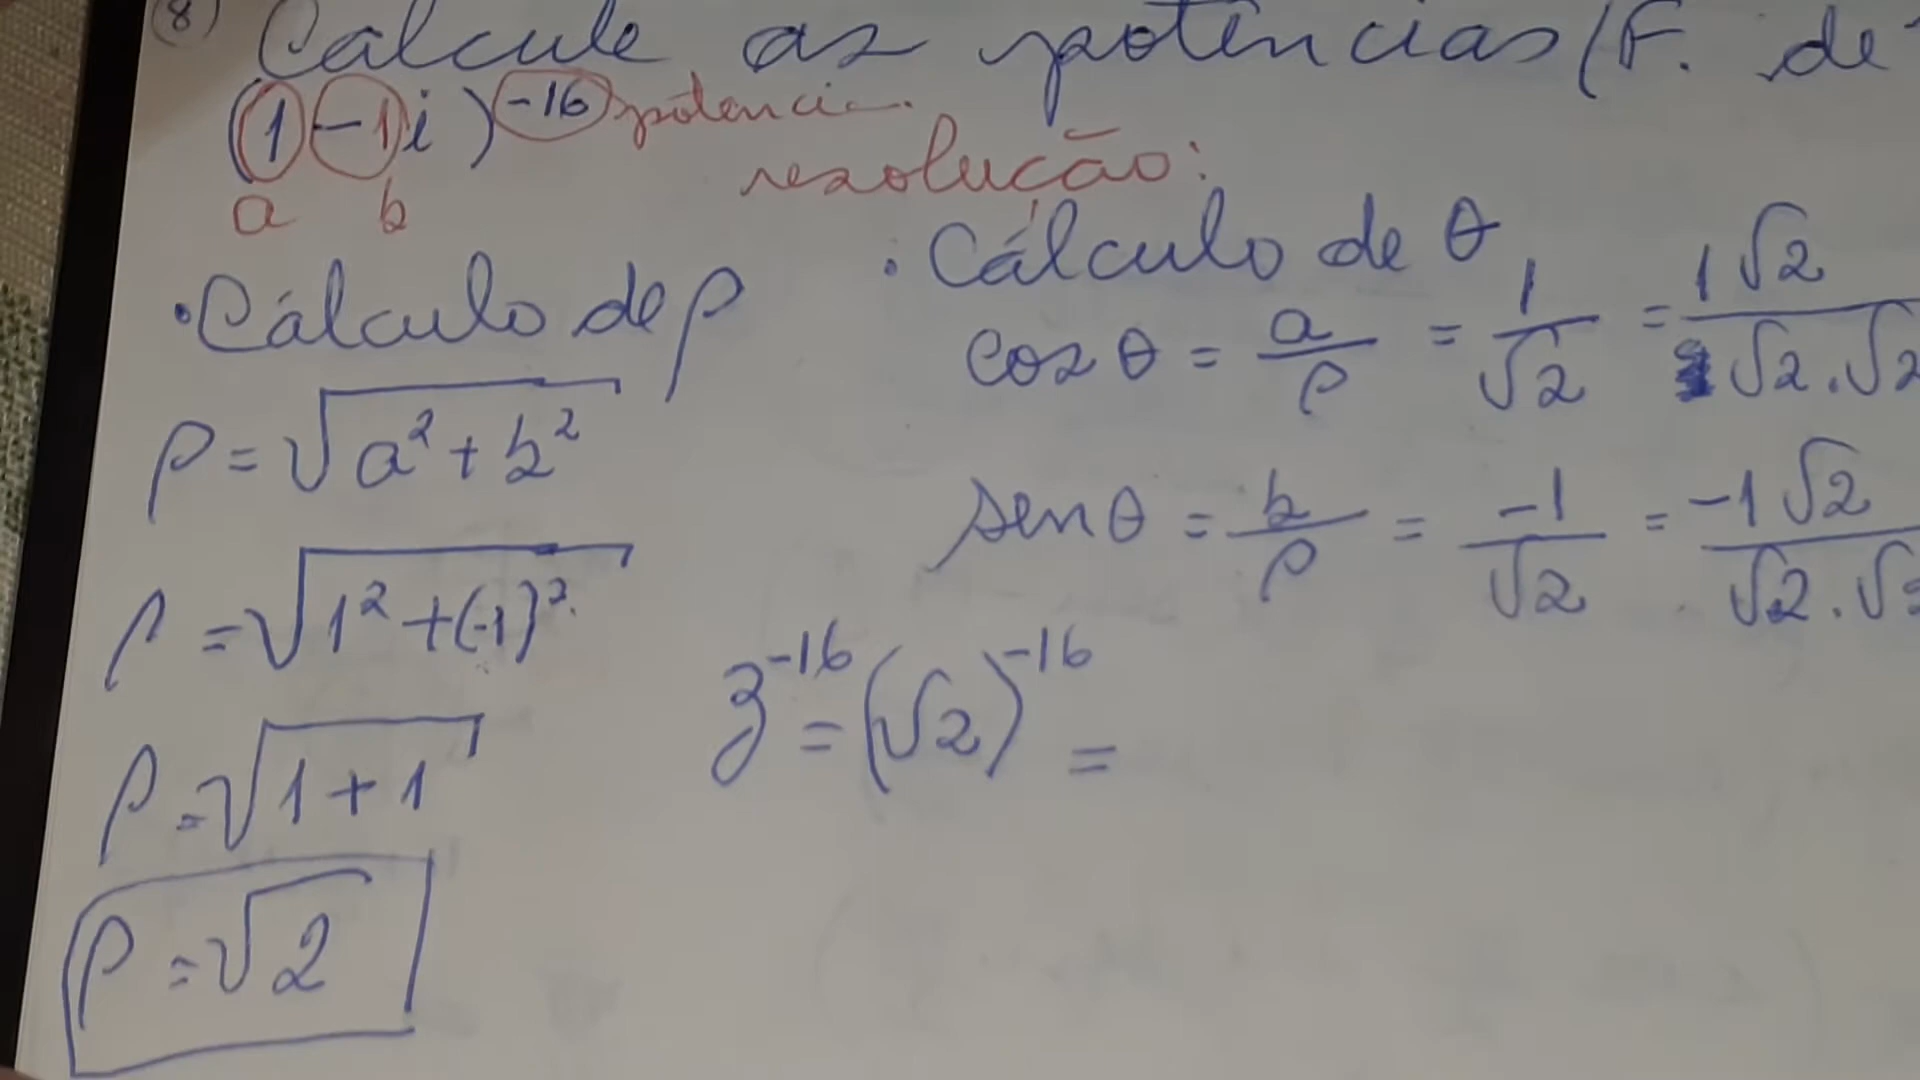 8) Calcule as potências (F. de
(1 - 1i)^-16 potência.
a b
resolução:
• Cálculo de ρ
ρ = √a² + b²
ρ = √1² + (-1)²
ρ = √1 + 1
ρ = √2
• Cálculo de θ
cos θ = a/ρ = 1/√2 = 1√2/√2.√2
sen θ = b/ρ = -1/√2 = -1√2/√2.√2
z^-16 = (√2)^-16 =